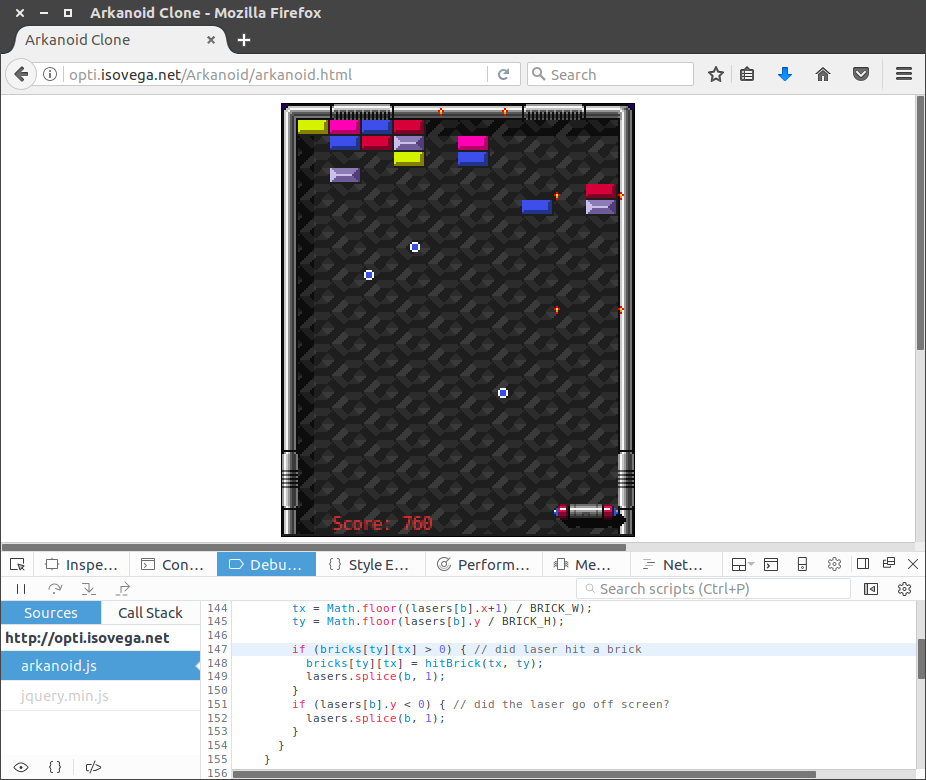 Arkanoid Clone - Mozilla Firefox
Arkanoid Clone
opti.isovega.net/Arkanoid/arkanoid.html
Search
Score: 760
Inspe... Con... Debu... Style E... Perform... Me... Net...
Search scripts (Ctrl+P)
Sources Call Stack
http://opti.isovega.net
arkanoid.js
jquery.min.js
144 tx = Math.floor((lasers[b].x+1) / BRICK_W);
145 ty = Math.floor(lasers[b].y / BRICK_H);
146
147 if (bricks[ty][tx] > 0) { // did laser hit a brick
148 bricks[ty][tx] = hitBrick(tx, ty);
149 lasers.splice(b, 1);
150 }
151 if (lasers[b].y < 0) { // did the laser go off screen?
152 lasers.splice(b, 1);
153 }
154 }
155 }
156